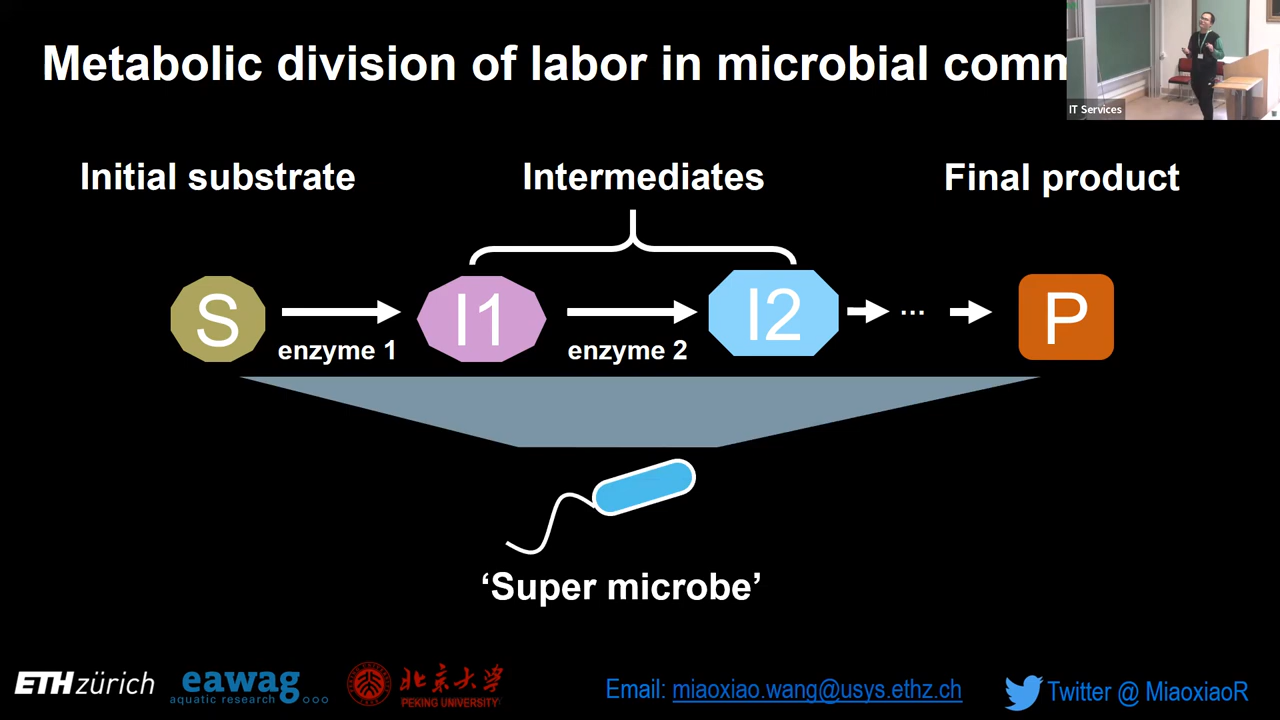 Metabolic division of labor in microbial comm
IT Services
Initial substrate
Intermediates
Final product
S
I1
I2
...
P
enzyme 1
enzyme 2
‘Super microbe’
ETH zürich
eawag
aquatic research
北京大学
PEKING UNIVERSITY
Email: miaoxiao.wang@usys.ethz.ch
Twitter @ MiaoxiaoR